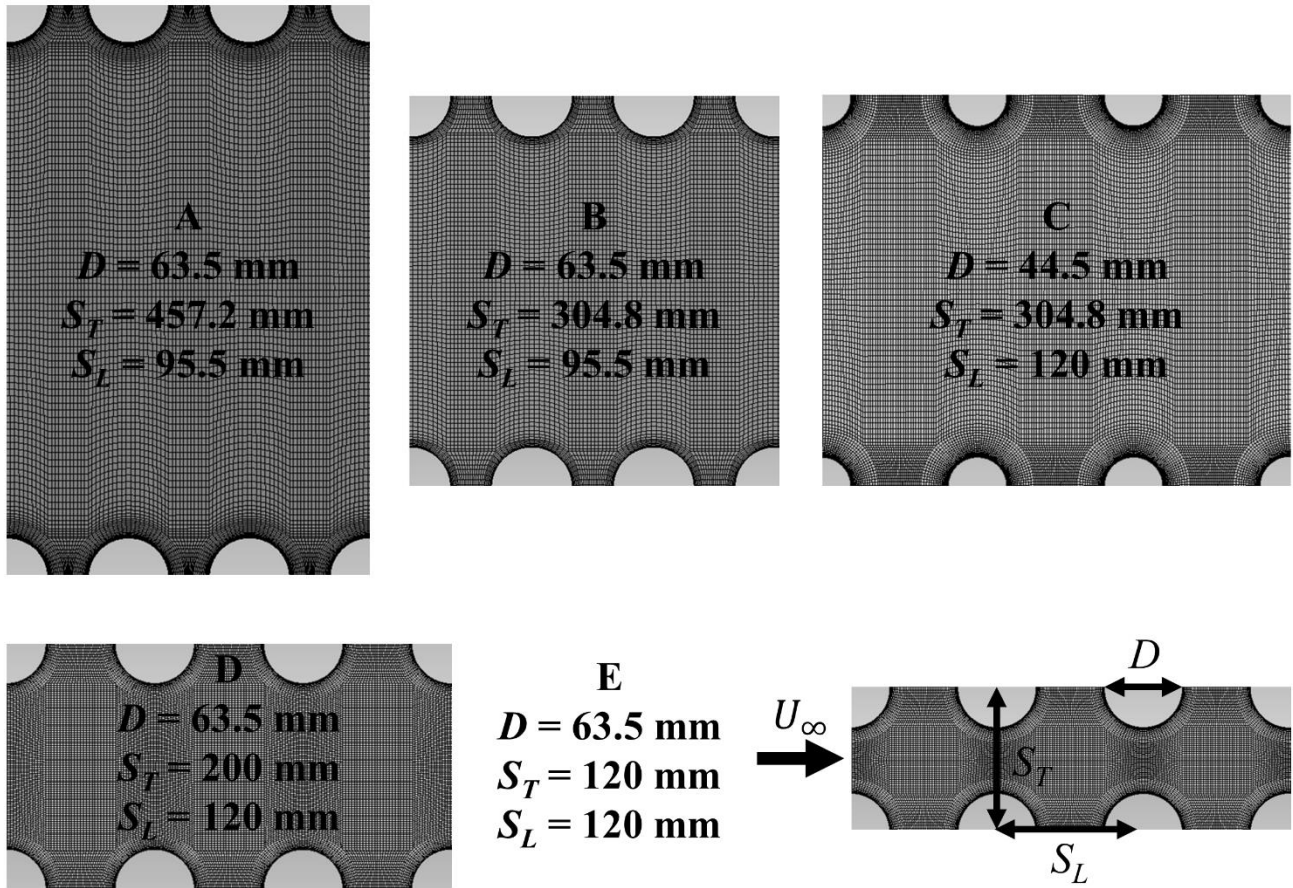 A
D = 63.5 mm
S_T = 457.2 mm
S_L = 95.5 mm
B
D = 63.5 mm
S_T = 304.8 mm
S_L = 95.5 mm
C
D = 44.5 mm
S_T = 304.8 mm
S_L = 120 mm
D
D = 63.5 mm
S_T = 200 mm
S_L = 120 mm
E
D = 63.5 mm
S_T = 120 mm
S_L = 120 mm
U_∞
D
S_T
S_L